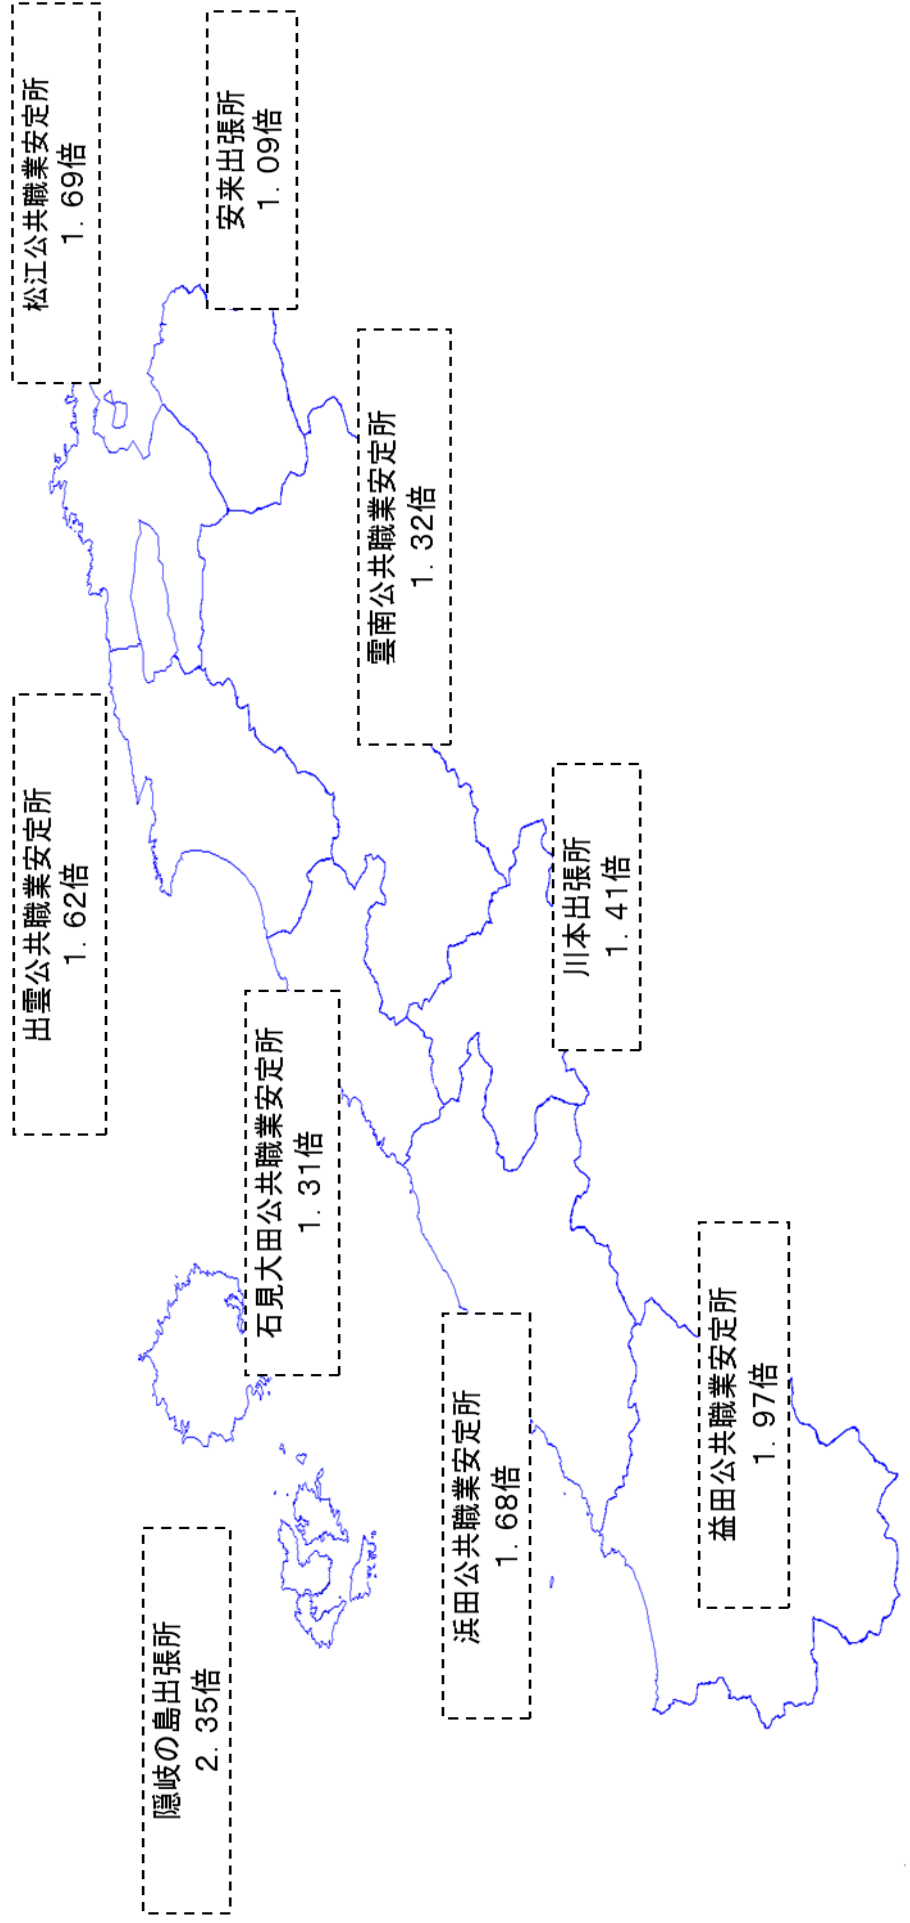 松江公共職業安定所
1．69倍
安来出張所
1．09倍
出雲公共職業安定所
1．62倍
雲南公共職業安定所
1．32倍
石見大田公共職業安定所
1．31倍
川本出張所
1．41倍
隠岐の島出張所
2．35倍
浜田公共職業安定所
1．68倍
益田公共職業安定所
1．97倍